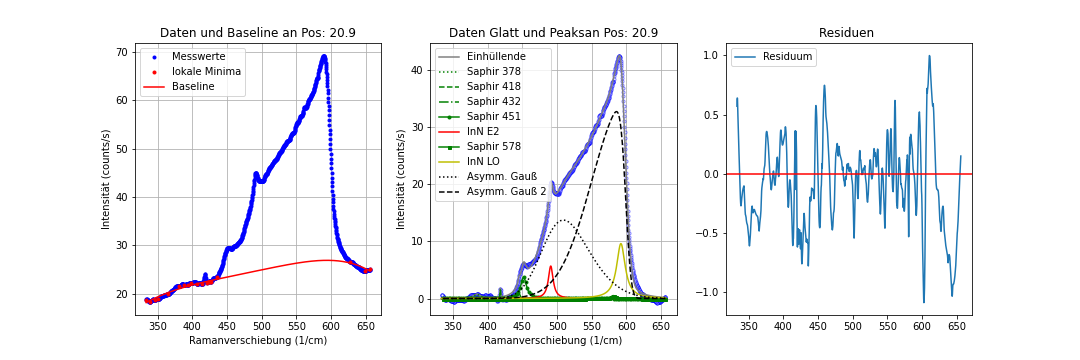 Daten und Baseline an Pos: 20.9
Messwerte
lokale Minima
Baseline
Intensität (counts/s)
70
60
50
40
30
20
350 400 450 500 550 600 650
Ramanverschiebung (1/cm)
Daten Glatt und Peaksan Pos: 20.9
Einhüllende
Saphir 378
Saphir 418
Saphir 432
Saphir 451
InN E2
Saphir 578
InN LO
Asymm. Gauß
Asymm. Gauß 2
Intensität (counts/s)
40
30
20
10
0
350 400 450 500 550 600 650
Ramanverschiebung (1/cm)
Residuen
Residuum
1.0
0.5
0.0
−0.5
−1.0
350 400 450 500 550 600 650